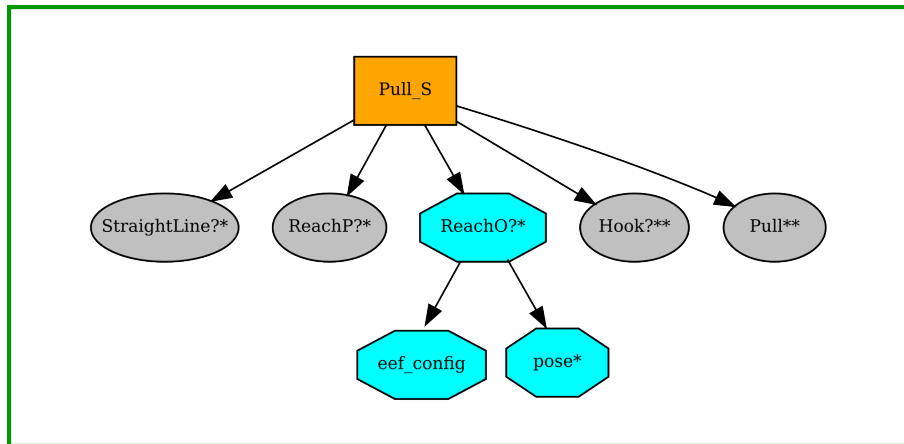 Pull_S
StraightLine?*
ReachP?*
ReachO?*
Hook?**
Pull**
eef_config
pose*